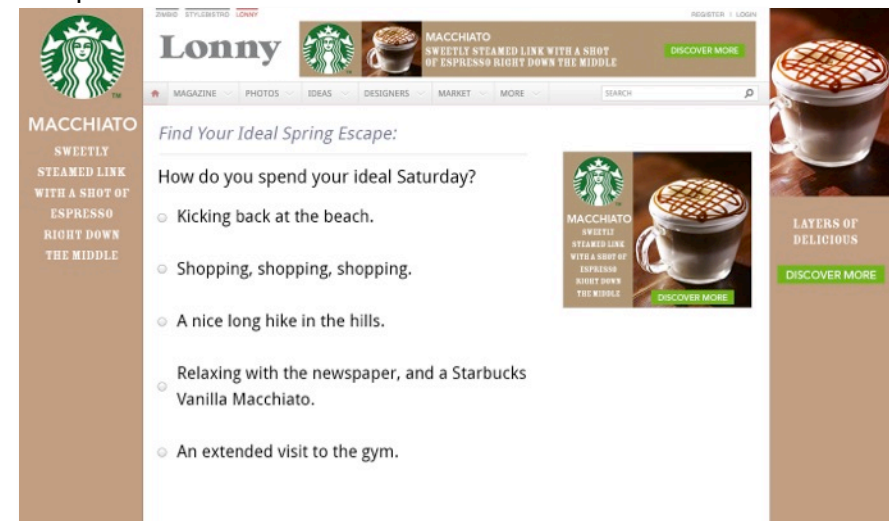 ZIMBIO STYLEBISTRO LONNY
REGISTER | LOGIN
Lonny
MACCHIATO
SWEETLY STEAMED LINK WITH A SHOT
OF ESPRESSO RIGHT DOWN THE MIDDLE
DISCOVER MORE
MAGAZINE PHOTOS IDEAS DESIGNERS MARKET MORE SEARCH
TM
MACCHIATO
SWEETLY
STEAMED LINK
WITH A SHOT OF
ESPRESSO
RIGHT DOWN
THE MIDDLE
Find Your Ideal Spring Escape:
How do you spend your ideal Saturday?
Kicking back at the beach.
Shopping, shopping, shopping.
A nice long hike in the hills.
Relaxing with the newspaper, and a Starbucks
Vanilla Macchiato.
An extended visit to the gym.
MACCHIATO
SWEETLY
STEAMED LINK
WITH A SHOT OF
ESPRESSO
RIGHT DOWN
THE MIDDLE
DISCOVER MORE
LAYERS OF
DELICIOUS
DISCOVER MORE